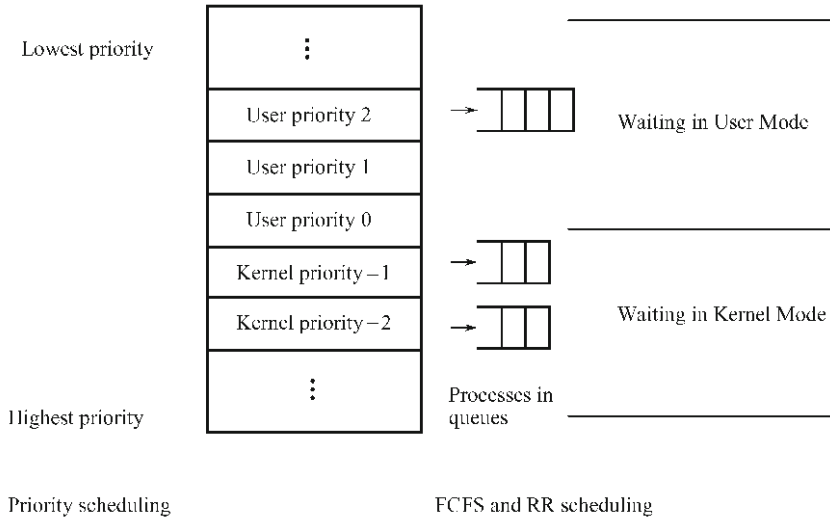 Lowest priority
⋮
User priority 2
Waiting in User Mode
User priority 1
User priority 0
Kernel priority −1
Kernel priority −2
Waiting in Kernel Mode
⋮
Processes in
queues
Highest priority
Priority scheduling
FCFS and RR scheduling